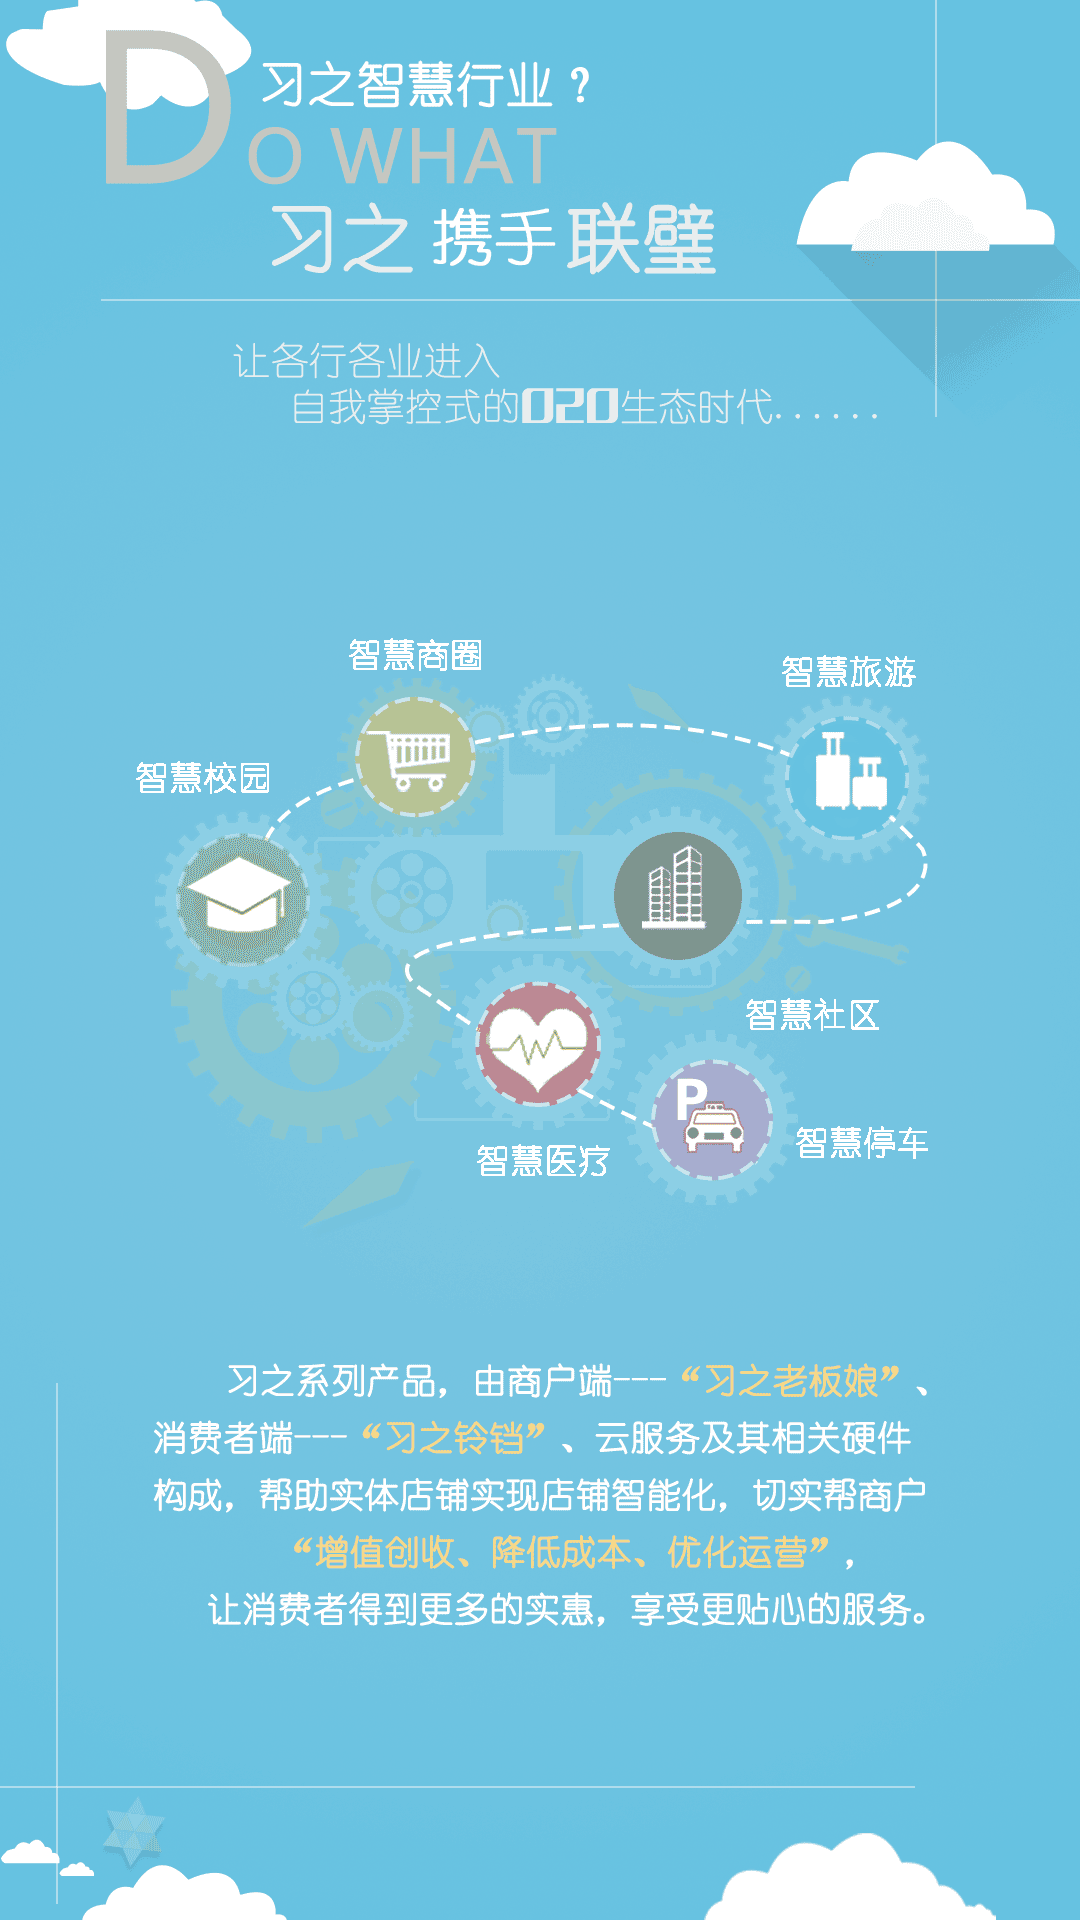 习之智慧行业？
DO WHAT
习之携手联璧
让各行各业进入
自我掌控式的O2O生态时代......
智慧商圈
智慧旅游
智慧校园
智慧社区
P
智慧医疗
智慧停车
习之系列产品，由商户端---“习之老板娘”、
消费者端---“习之铃铛”、云服务及其相关硬件
构成，帮助实体店铺实现店铺智能化，切实帮商户
“增值创收、降低成本、优化运营”，
让消费者得到更多的实惠，享受更贴心的服务。